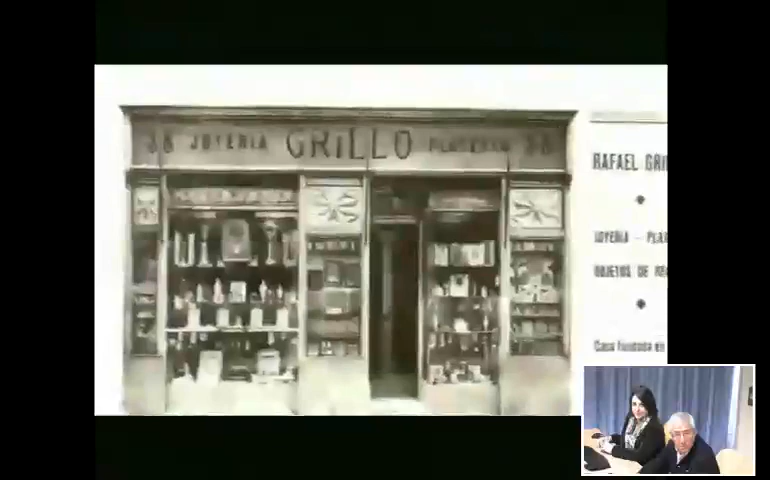 38 JOYERIA GRILLO PLATERIA 38
RAFAEL GRI
JOYERIA - PLA
OBJETOS DE RE
Casa fundada en